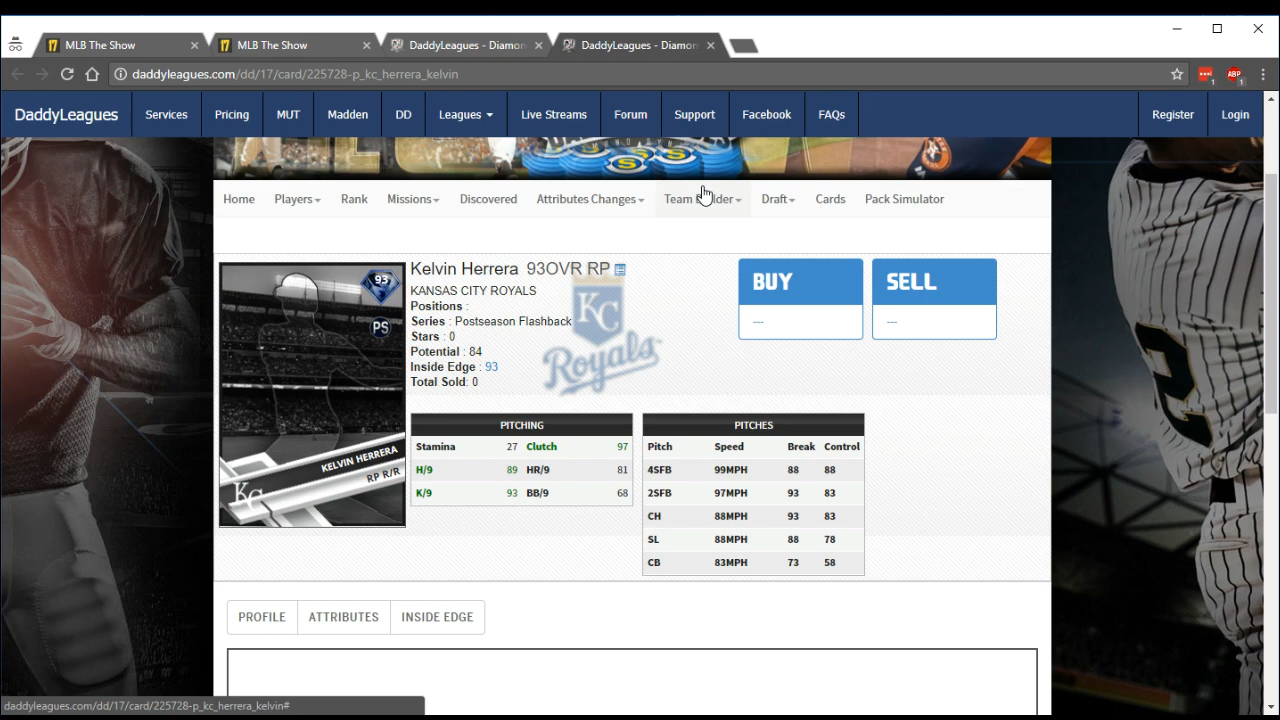 MLB The Show
MLB The Show
DaddyLeagues - Diamon
DaddyLeagues - Diamon
daddyleagues.com/dd/17/card/225728-p_kc_herrera_kelvin
1
ABP
1
DaddyLeagues Services Pricing MUT Madden DD Leagues Live Streams Forum Support Facebook FAQs Register Login
Home Players Rank Missions Discovered Attributes Changes Team Builder Draft Cards Pack Simulator
Kelvin Herrera 93OVR RP
KANSAS CITY ROYALS
Positions :
Series : Postseason Flashback
Stars : 0
Potential : 84
Inside Edge : 93
Total Sold: 0
KC
Royals
93
PS
KELVIN HERRERA
RP R/R
KC
BUY
---
SELL
---
PITCHING
Stamina 27 Clutch 97
H/9 89 HR/9 81
K/9 93 BB/9 68
PITCHES
Pitch Speed Break Control
4SFB 99MPH 88 88
2SFB 97MPH 93 83
CH 88MPH 93 83
SL 88MPH 88 78
CB 83MPH 73 58
PROFILE ATTRIBUTES INSIDE EDGE
daddyleagues.com/dd/17/card/225728-p_kc_herrera_kelvin#